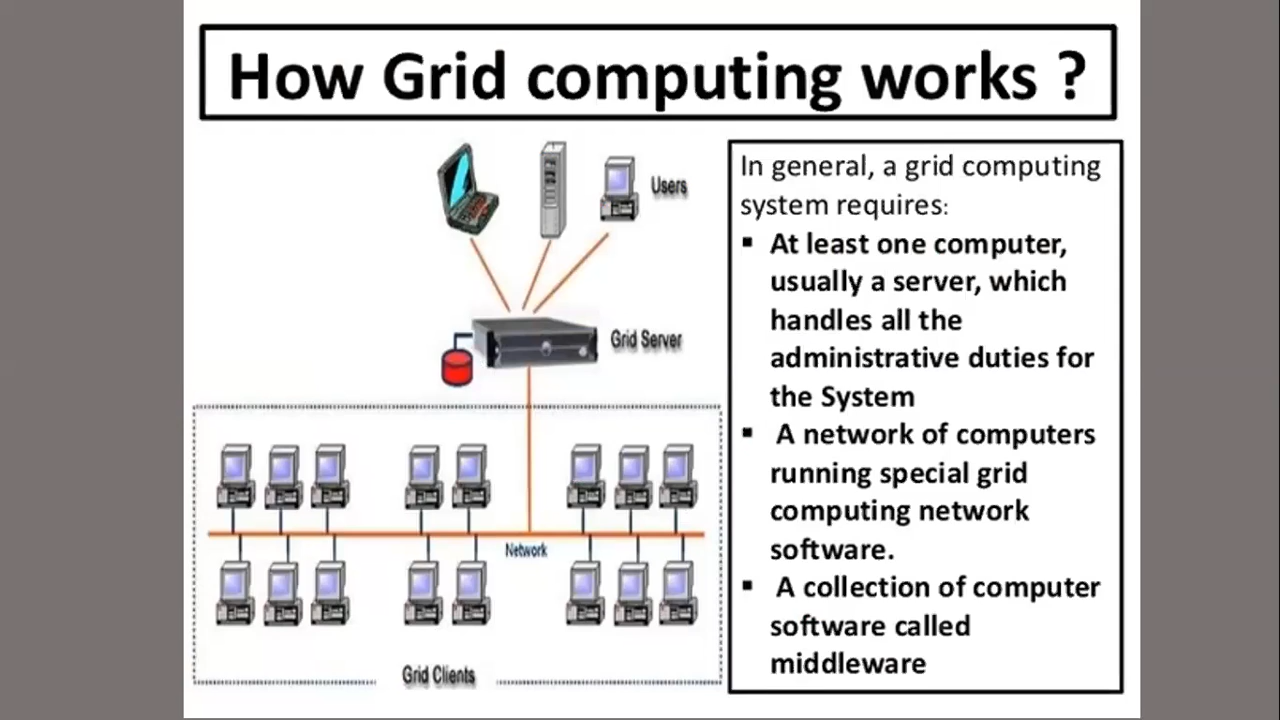 How Grid computing works ?
Users
Grid Server
Network
Grid Clients
In general, a grid computing
system requires:
▪ At least one computer,
usually a server, which
handles all the
administrative duties for
the System
▪ A network of computers
running special grid
computing network
software.
▪ A collection of computer
software called
middleware